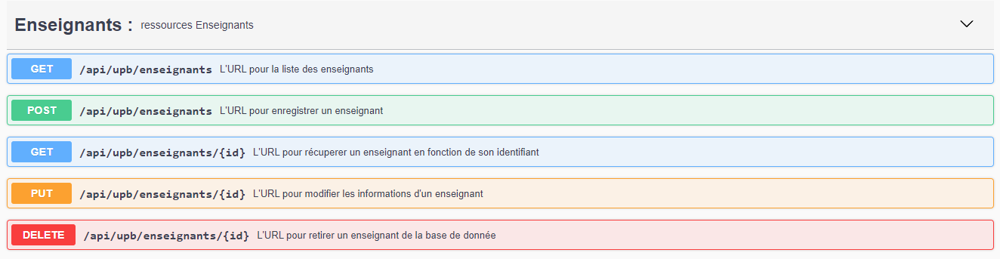 Enseignants : ressources Enseignants
GET /api/upb/enseignants L'URL pour la liste des enseignants
POST /api/upb/enseignants L'URL pour enregistrer un enseignant
GET /api/upb/enseignants/{id} L'URL pour récuperer un enseignant en fonction de son identifiant
PUT /api/upb/enseignants/{id} L'URL pour modifier les informations d'un enseignant
DELETE /api/upb/enseignants/{id} L'URL pour retirer un enseignant de la base de donnée